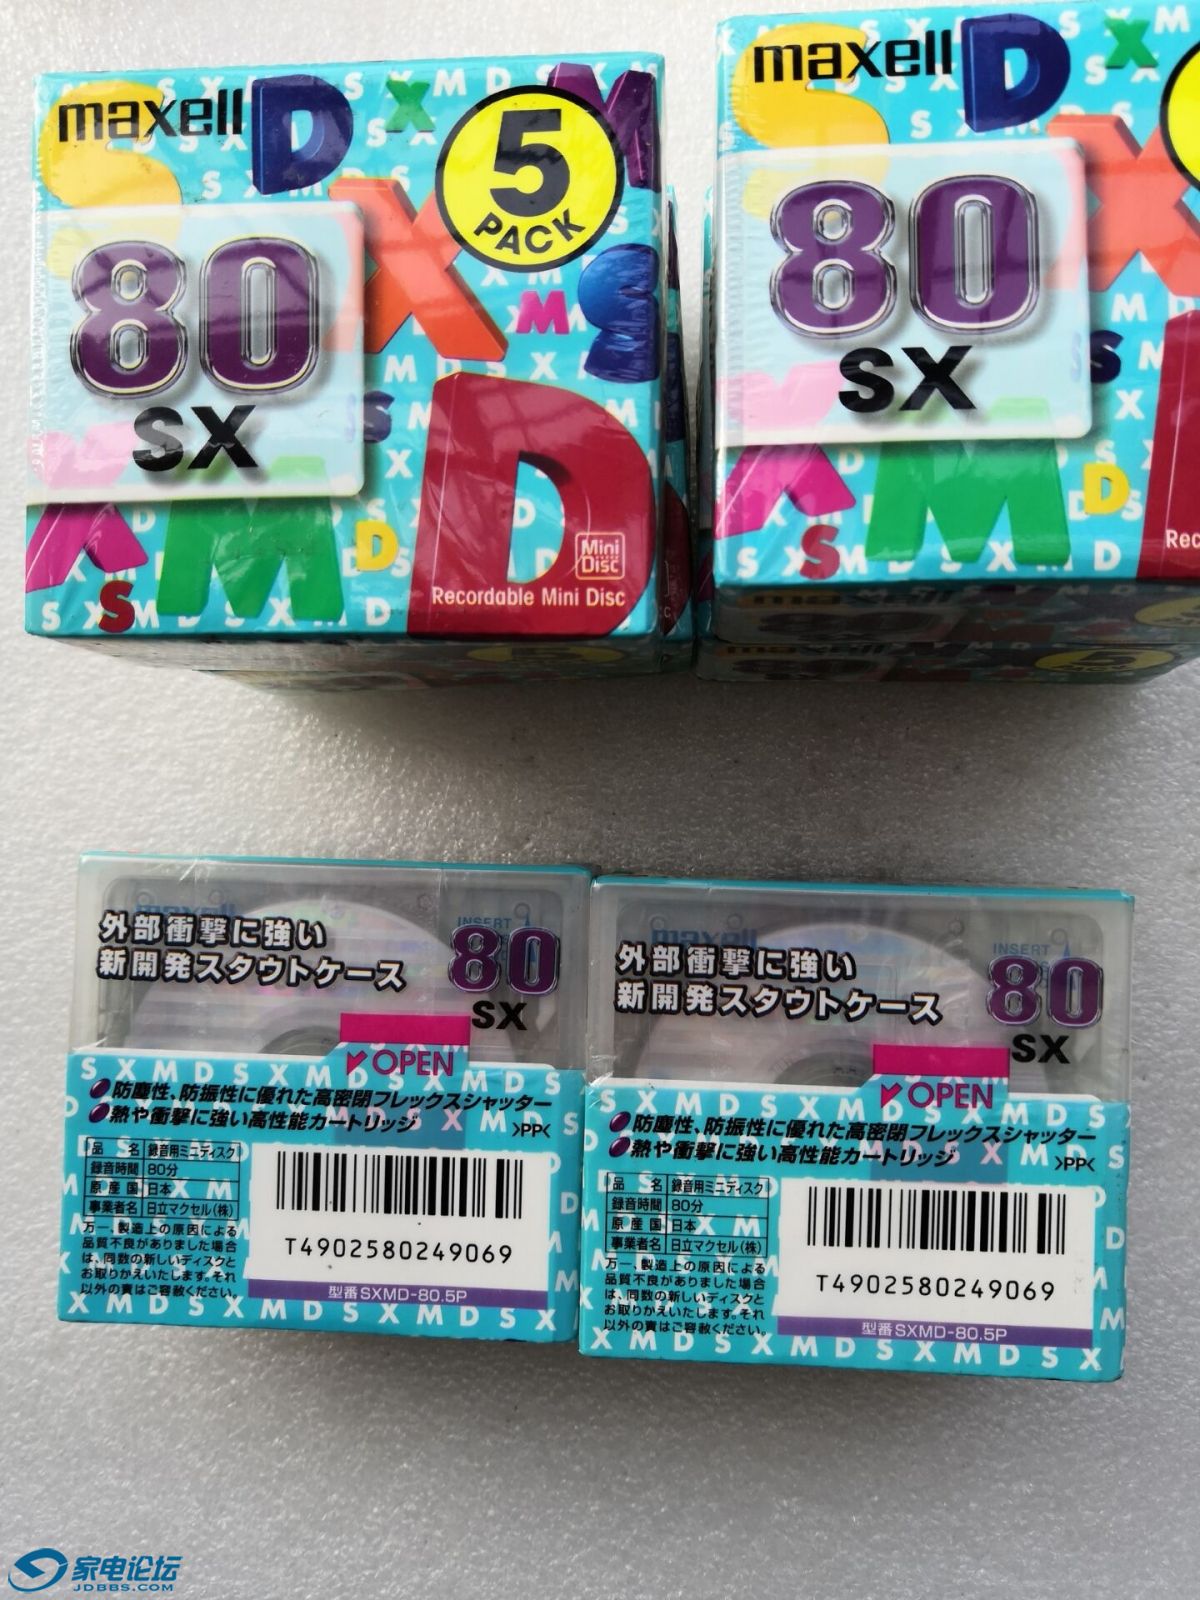 maxell
5
PACK
80
SX
Mini
Disc
Recordable Mini Disc
maxell
80
SX
外部衝撃に強い
新開発スタウトケース
INSERT
80
SX
OPEN
防塵性、防振性に優れた高密閉フレックスシャッター
熱や衝撃に強い高性能カートリッジ
>PP<
品名 録音用ミニディスク
録音時間 80分
原産国 日本
事業者名 日立マクセル(株)
万一、製造上の原因による
品質不良がありました場合
は、同数の新しいディスクと
お取りかえいたします。それ
以外の責はご容赦ください。
T4902580249069
型番SXMD-80.5P
外部衝撃に強い
新開発スタウトケース
INSERT
80
SX
OPEN
防塵性、防振性に優れた高密閉フレックスシャッター
熱や衝撃に強い高性能カートリッジ
>PP<
品名 録音用ミニディスク
録音時間 80分
原産国 日本
事業者名 日立マクセル(株)
万一、製造上の原因による
品質不良がありました場合
は、同数の新しいディスクと
お取りかえいたします。それ
以外の責はご容赦ください。
T4902580249069
型番SXMD-80.5P
家电论坛
JDBBS.COM